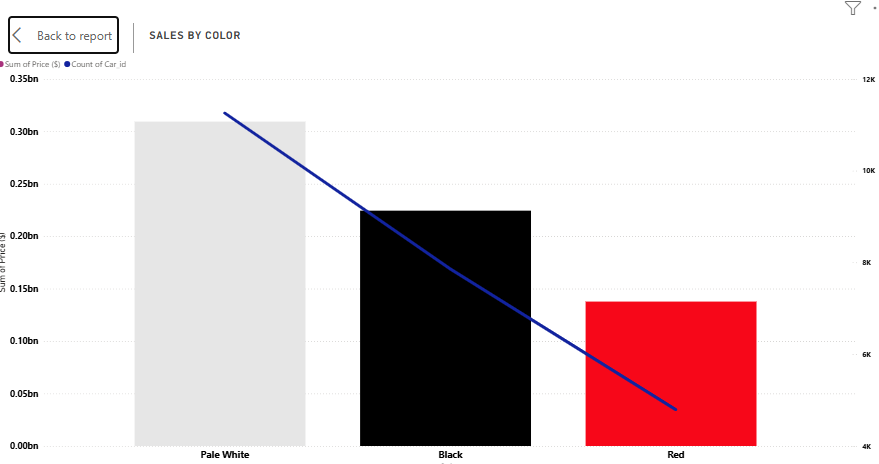 Back to report
SALES BY COLOR
Sum of Price ($) Count of Car_id
0.35bn
0.30bn
0.25bn
0.20bn
0.15bn
0.10bn
0.05bn
0.00bn
Sum of Price ($)
12K
10K
8K
6K
4K
Pale White Black Red